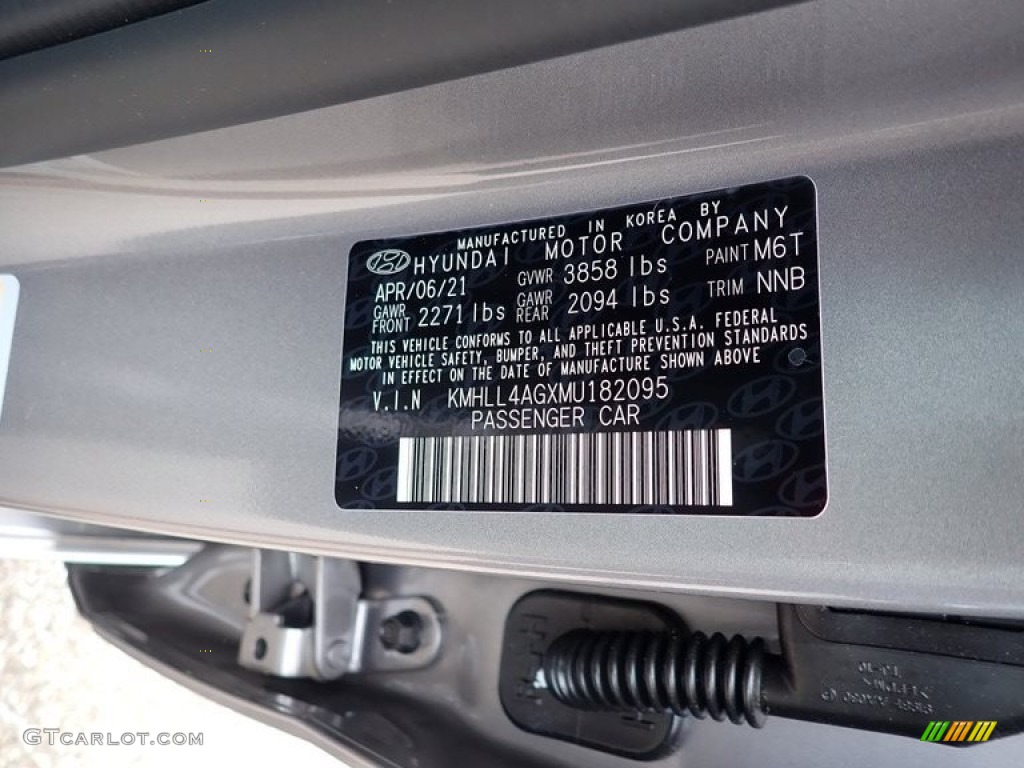 MANUFACTURED IN KOREA BY
HYUNDAI MOTOR COMPANY
APR/06/21 GVWR 3858 lbs PAINT M6T
GAWR FRONT 2271 lbs GAWR REAR 2094 lbs TRIM NNB
THIS VEHICLE CONFORMS TO ALL APPLICABLE U.S.A. FEDERAL
MOTOR VEHICLE SAFETY, BUMPER, AND THEFT PREVENTION STANDARDS
IN EFFECT ON THE DATE OF MANUFACTURE SHOWN ABOVE
V.I.N KMHLL4AGXMU182095
PASSENGER CAR
GTCARLOT.COM